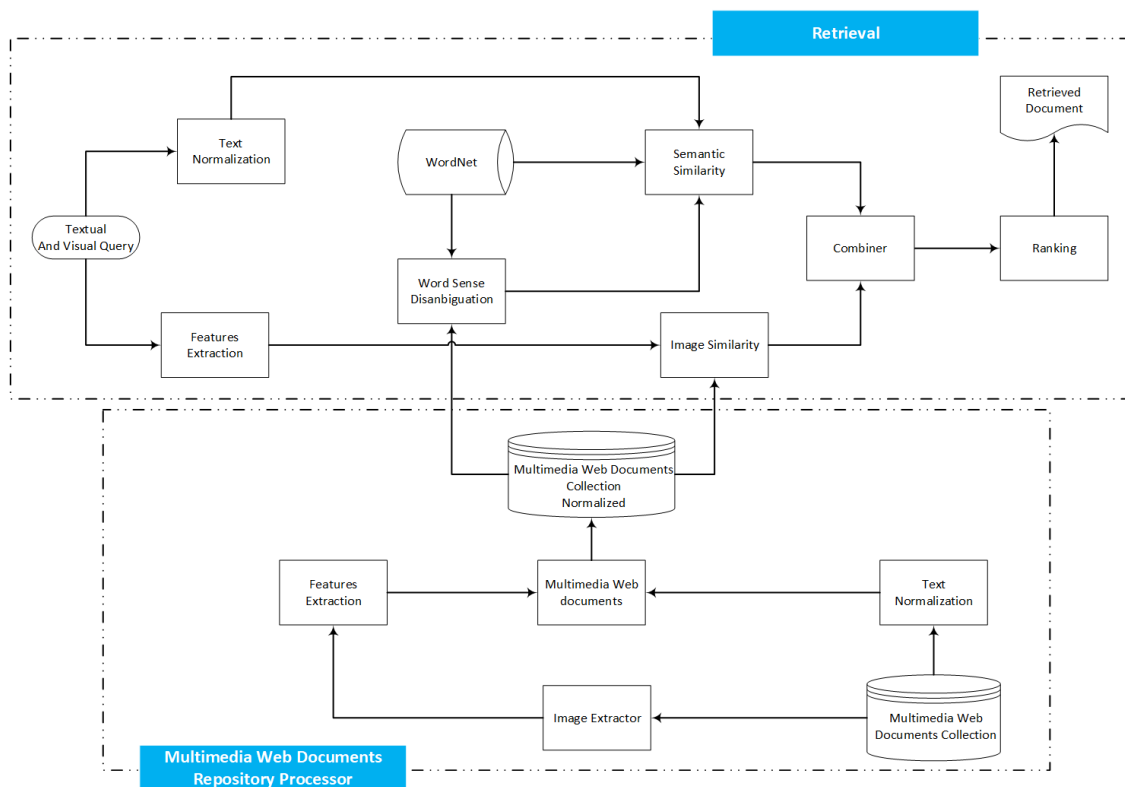 Retrieval
Retrieved
Document
Text
Normalization
WordNet
Semantic
Similarity
Textual
And Visual Query
Combiner
Ranking
Word Sense
Disanbiguation
Features
Extraction
Image Similarity
Multimedia Web Documents
Collection
Normalized
Features
Extraction
Multimedia Web
documents
Text
Normalization
Image Extractor
Multimedia Web
Documents Collection
Multimedia Web Documents
Repository Processor